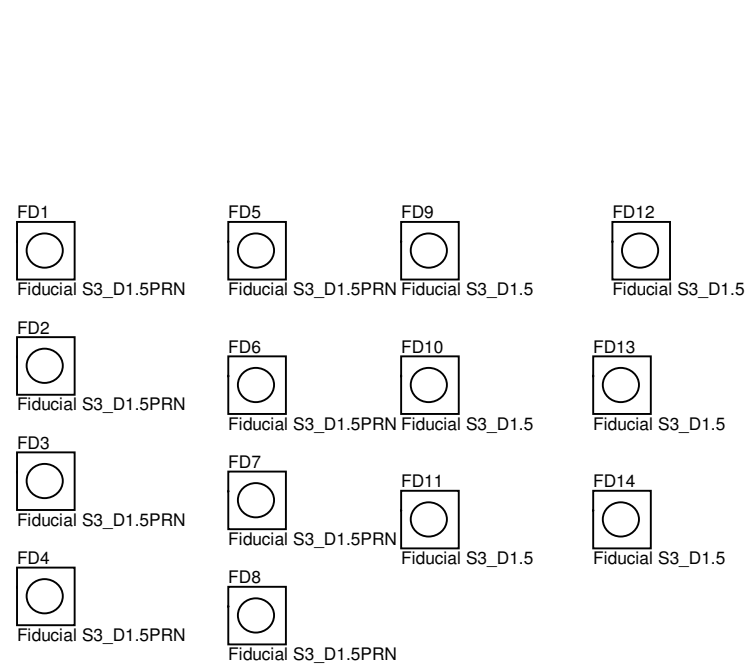 FD1
Fiducial S3_D1.5PRN
FD2
Fiducial S3_D1.5PRN
FD3
Fiducial S3_D1.5PRN
FD4
Fiducial S3_D1.5PRN
FD5
Fiducial S3_D1.5PRN
FD6
Fiducial S3_D1.5PRN
FD7
Fiducial S3_D1.5PRN
FD8
Fiducial S3_D1.5PRN
FD9
Fiducial S3_D1.5
FD10
Fiducial S3_D1.5
FD11
Fiducial S3_D1.5
FD12
Fiducial S3_D1.5
FD13
Fiducial S3_D1.5
FD14
Fiducial S3_D1.5